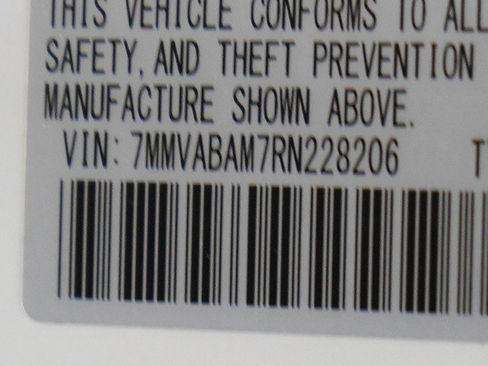 THIS VEHICLE CONFORMS TO ALL
SAFETY, AND THEFT PREVENTION
MANUFACTURE SHOWN ABOVE.
VIN: 7MMVABAM7RN228206